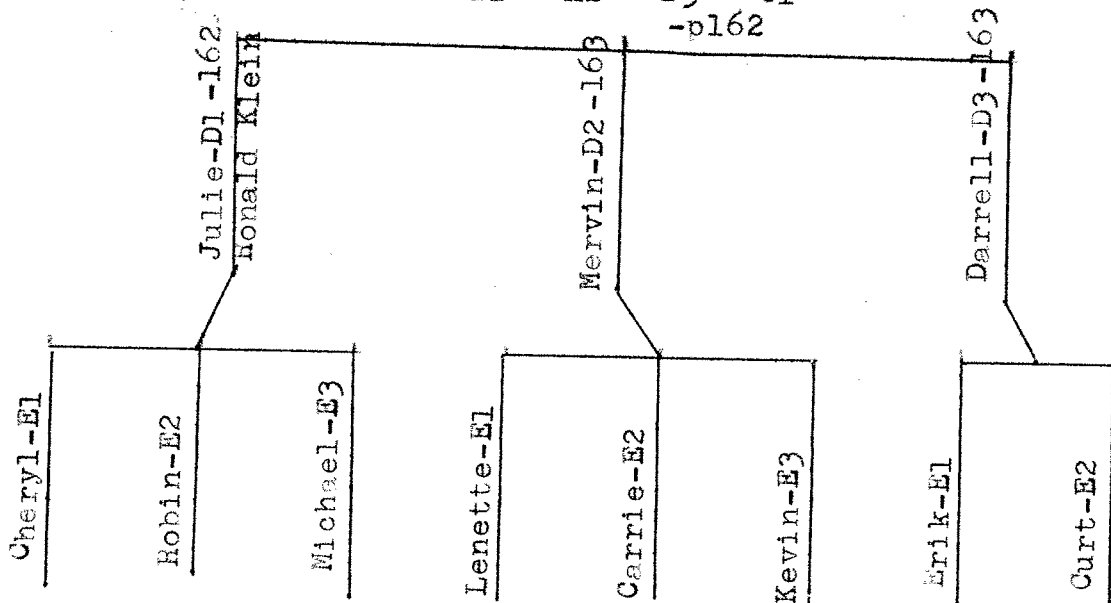 -p162
Julie-D1-162
Ronald Klein
Mervin-D2-163
Darrell-D3-163
Cheryl-E1
Robin-E2
Michael-E3
Lenette-E1
Carrie-E2
Kevin-E3
Erik-E1
Curt-E2